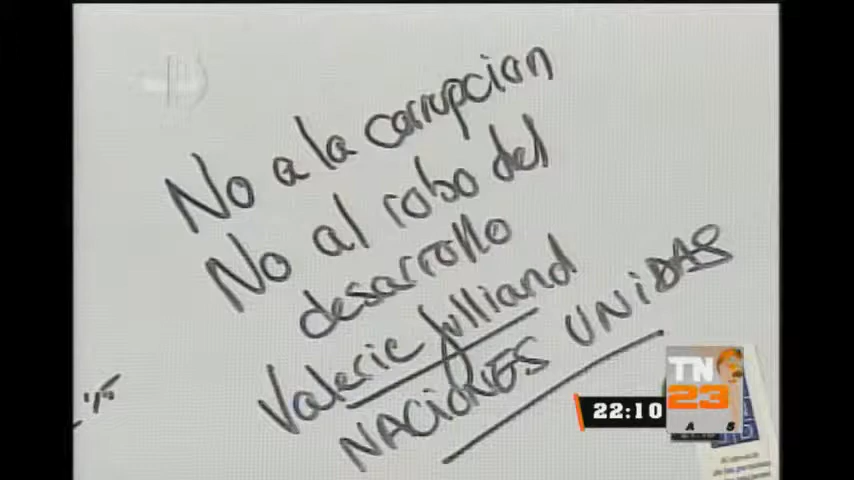 No a la corrupcion
No al robo del
desarrollo
Valerie Julliand
NACIONES UNIDAS
22:10
TN
23
A S